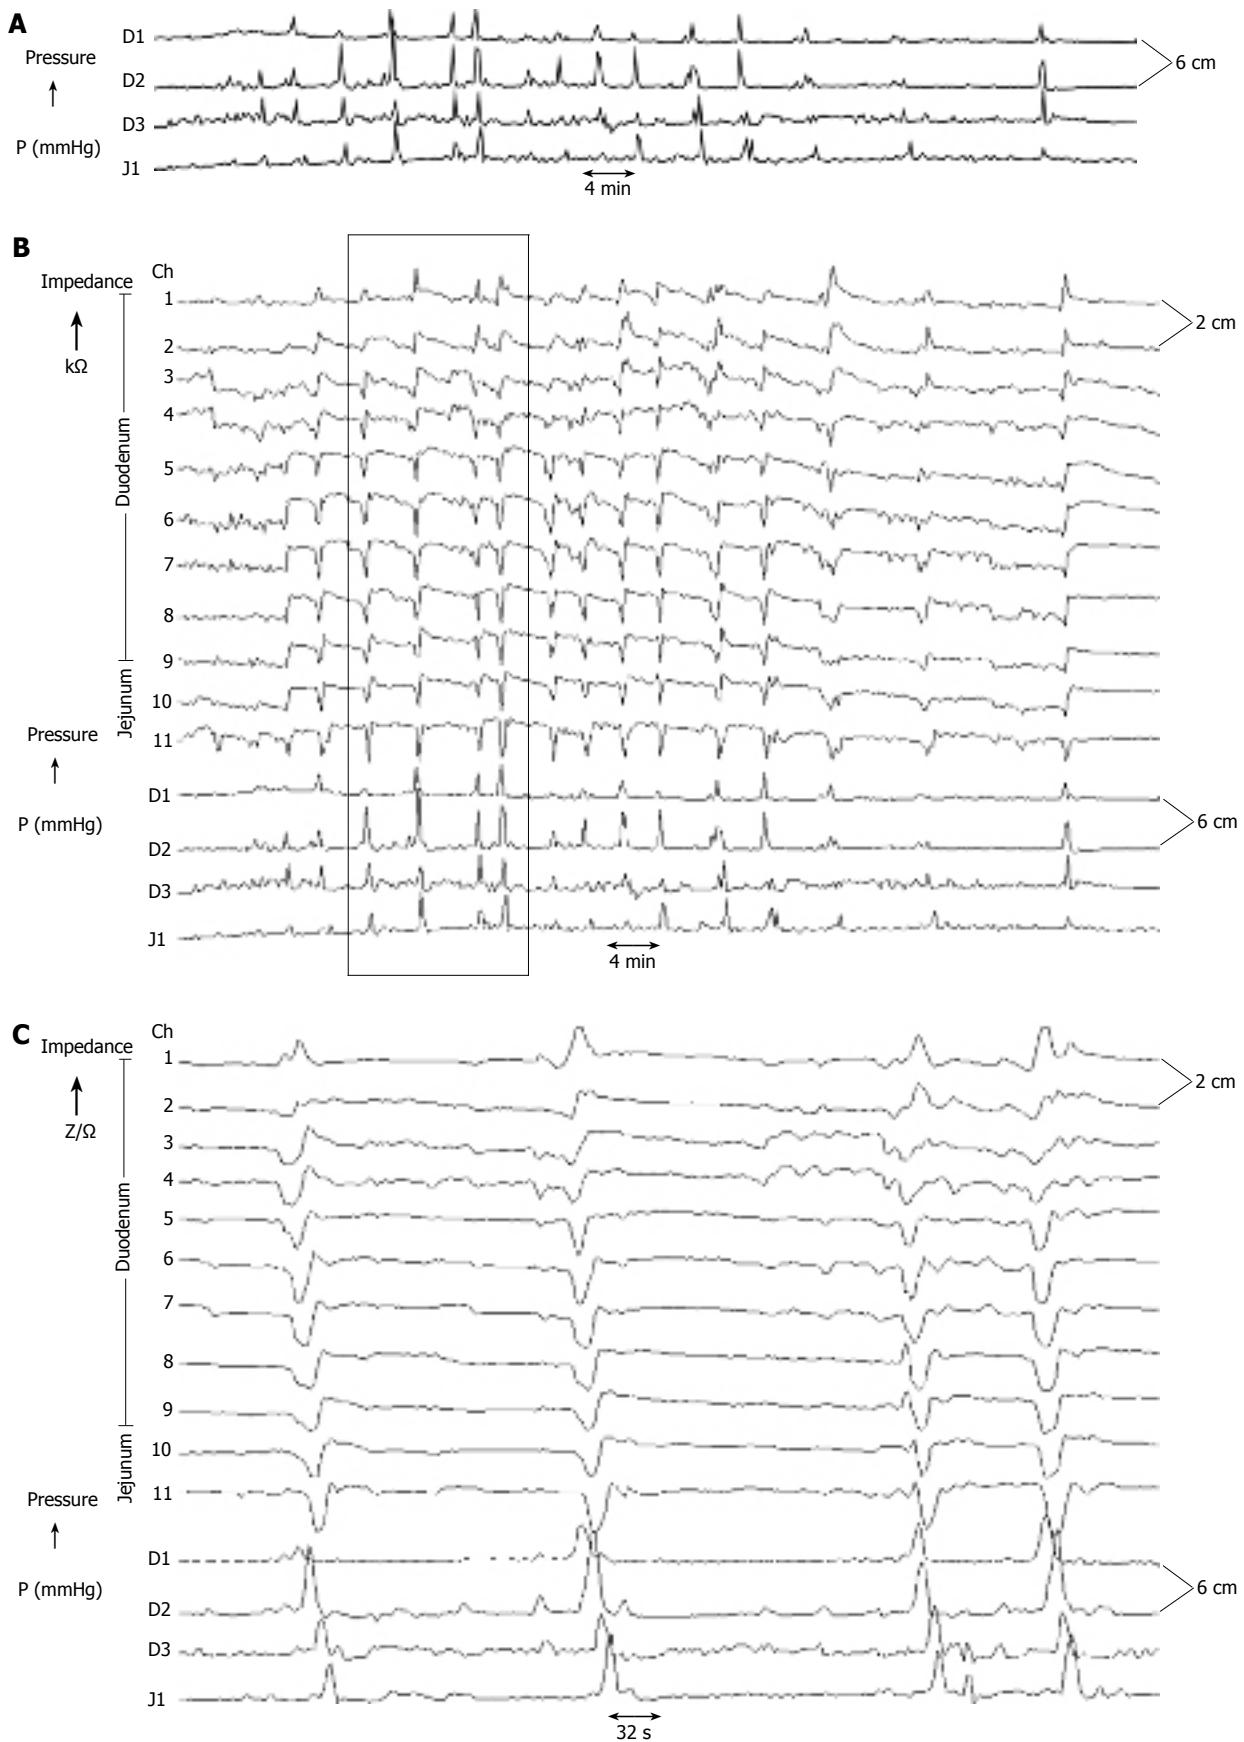 A
D1
Pressure
6 cm
D2
D3
P (mmHg)
J1
4 min
B
Ch
Impedance
1
2 cm
2
kΩ
3
4
Duodenum
5
6
7
8
9
Jejunum
10
Pressure
11
D1
P (mmHg)
6 cm
D2
D3
J1
4 min
C
Ch
Impedance
1
2 cm
2
Z/Ω
3
4
Duodenum
5
6
7
8
9
Jejunum
10
11
Pressure
D1
P (mmHg)
6 cm
D2
D3
J1
32 s